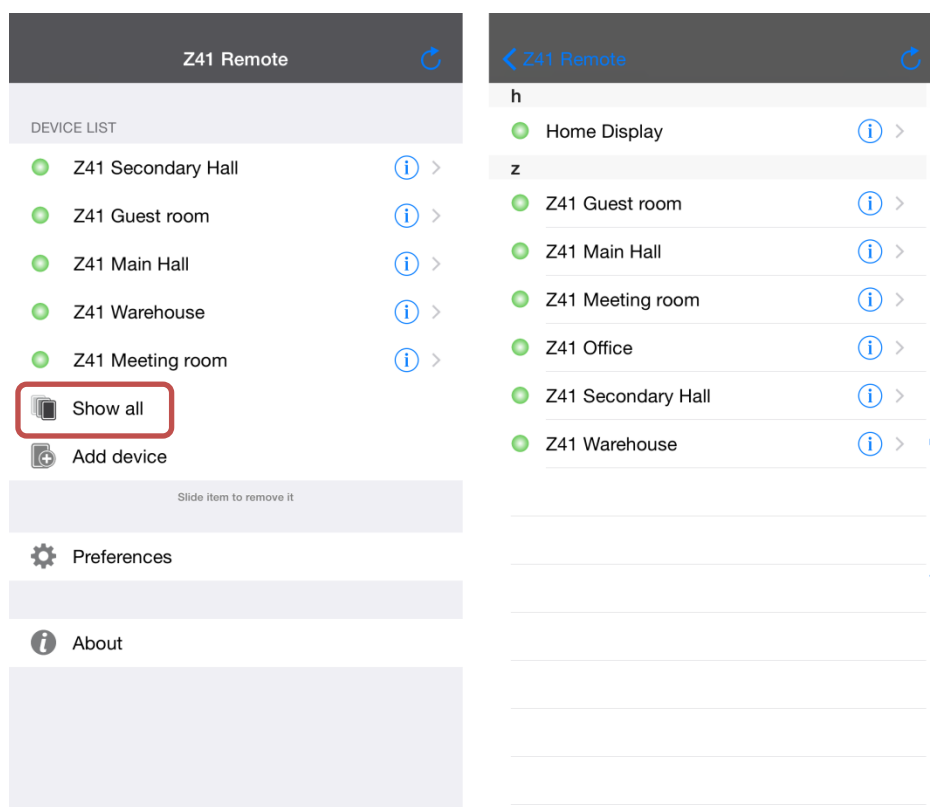 Z41 Remote
DEVICE LIST
Z41 Secondary Hall
Z41 Guest room
Z41 Main Hall
Z41 Warehouse
Z41 Meeting room
Show all
Add device
Slide item to remove it
Preferences
About
Z41 Remote
h
Home Display
z
Z41 Guest room
Z41 Main Hall
Z41 Meeting room
Z41 Office
Z41 Secondary Hall
Z41 Warehouse